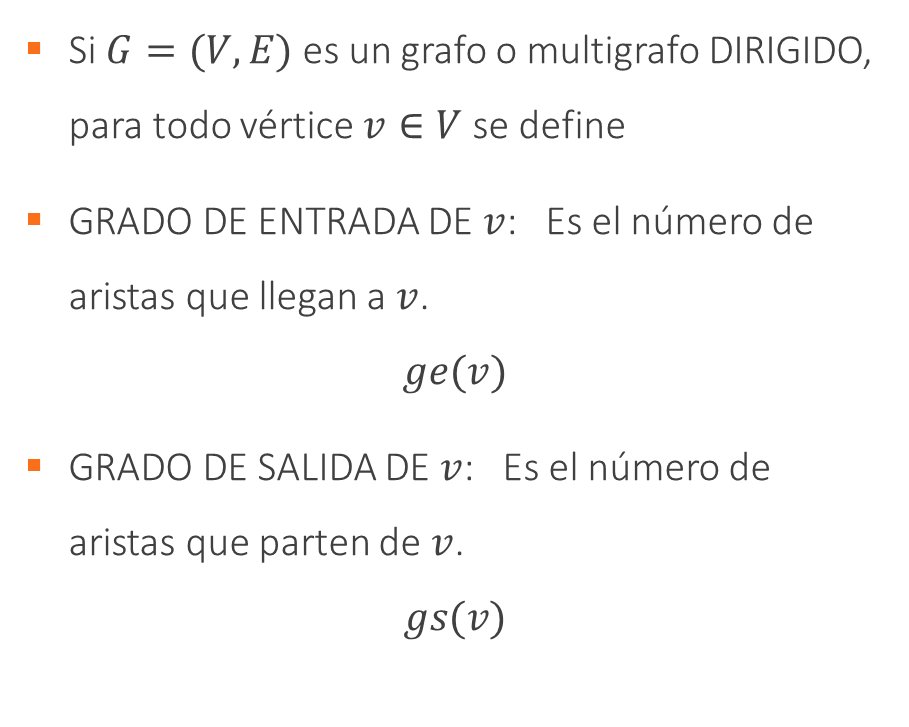 Si 𝐺 = (𝑉, 𝐸) es un grafo o multigrafo DIRIGIDO,
para todo vértice 𝒗 ∈ 𝑉 se define
GRADO DE ENTRADA DE 𝒗: Es el número de
aristas que llegan a 𝒗.
𝑔𝑒(𝑣)
GRADO DE SALIDA DE 𝒗: Es el número de
aristas que parten de 𝒗.
𝑔𝑠(𝑣)